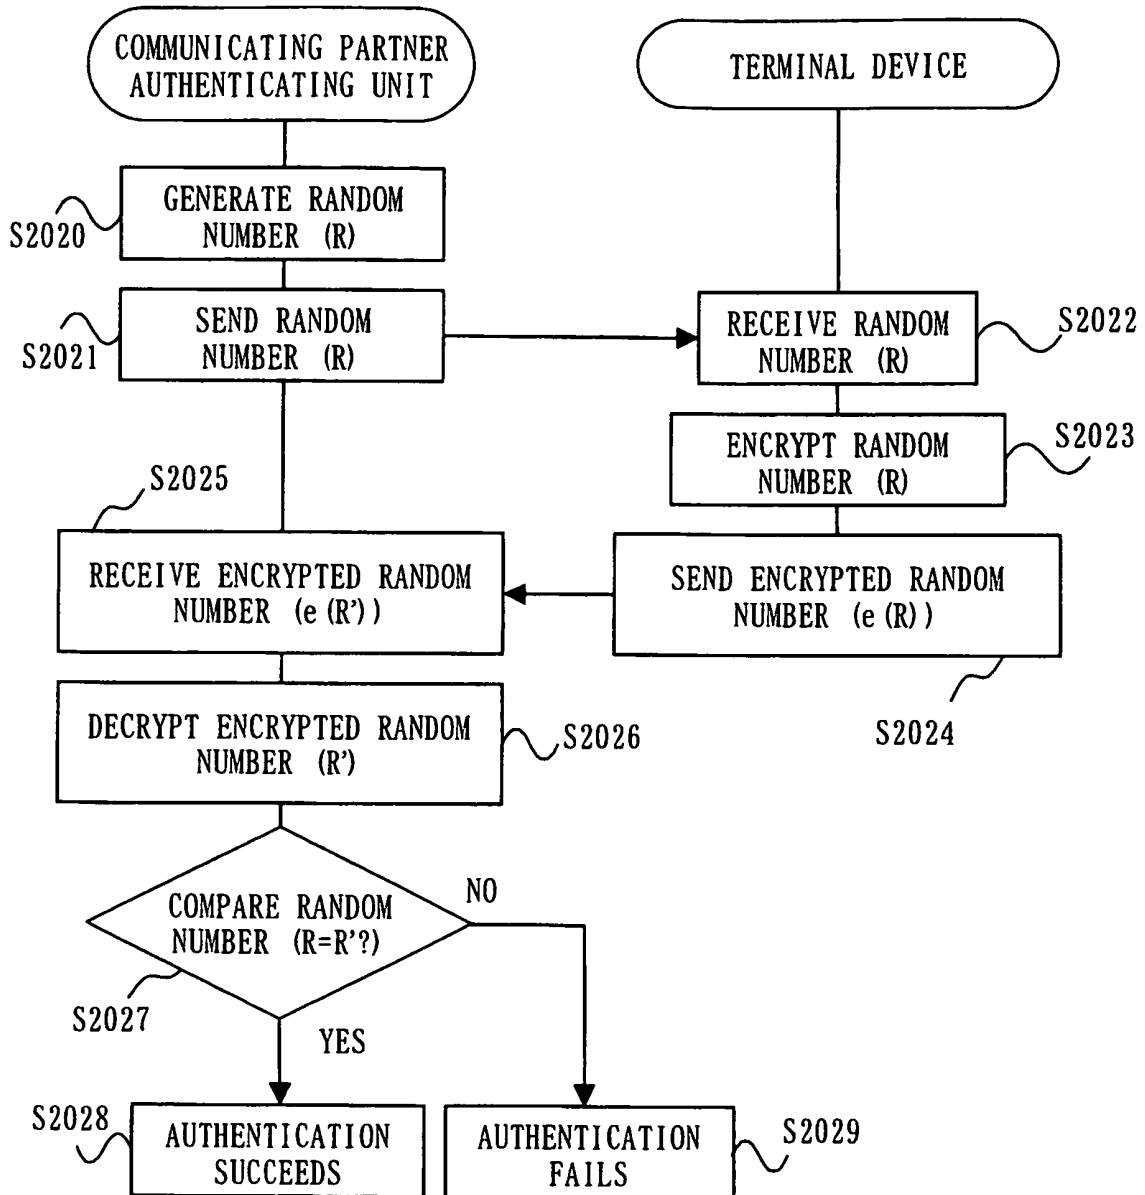 COMMUNICATING PARTNER
AUTHENTICATING UNIT
TERMINAL DEVICE
GENERATE RANDOM
NUMBER (R)
S2020
SEND RANDOM
NUMBER (R)
S2021
RECEIVE RANDOM
NUMBER (R)
S2022
ENCRYPT RANDOM
NUMBER (R)
S2023
SEND ENCRYPTED RANDOM
NUMBER (e(R))
S2024
S2025
RECEIVE ENCRYPTED RANDOM
NUMBER (e(R'))
DECRYPT ENCRYPTED RANDOM
NUMBER (R')
S2026
COMPARE RANDOM
NUMBER (R=R'?)
NO
S2027
YES
S2028
AUTHENTICATION
SUCCEEDS
AUTHENTICATION
FAILS
S2029